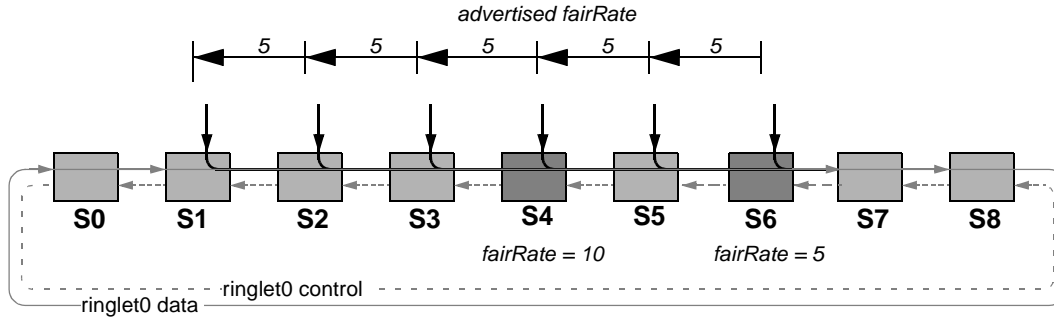 advertised fairRate
5 5 5 5 5
S0 S1 S2 S3 S4 S5 S6 S7 S8
fairRate = 10 fairRate = 5
ringlet0 control
ringlet0 data